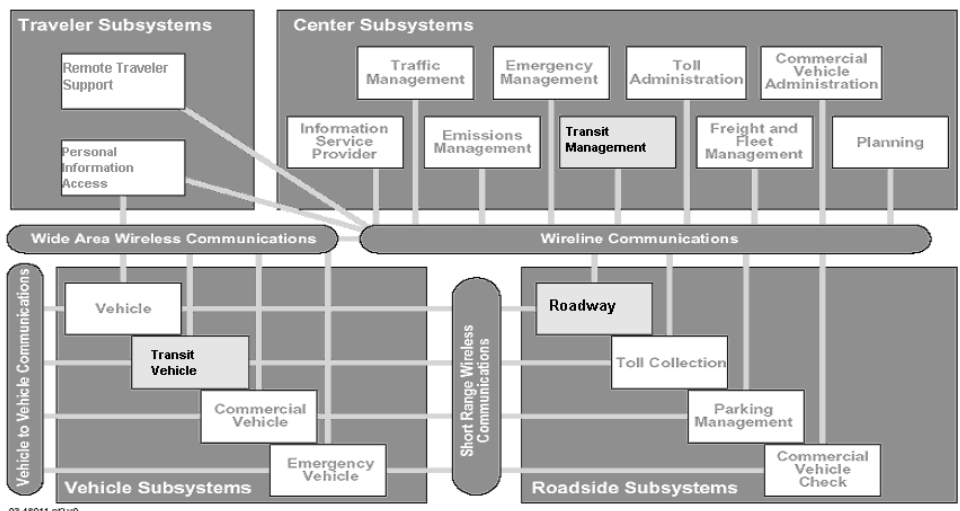 Traveler Subsystems
Remote Traveler
Support
Personal
Information
Access
Center Subsystems
Traffic
Management
Emergency
Management
Toll
Administration
Commercial
Vehicle
Administration
Information
Service
Provider
Emissions
Management
Transit
Management
Freight and
Fleet
Management
Planning
Wide Area Wireless Communications
Wireline Communications
Vehicle to Vehicle Communications
Vehicle
Transit
Vehicle
Commercial
Vehicle
Emergency
Vehicle
Vehicle Subsystems
Short Range Wireless
Communications
Roadway
Toll Collection
Parking
Management
Commercial
Vehicle
Check
Roadside Subsystems